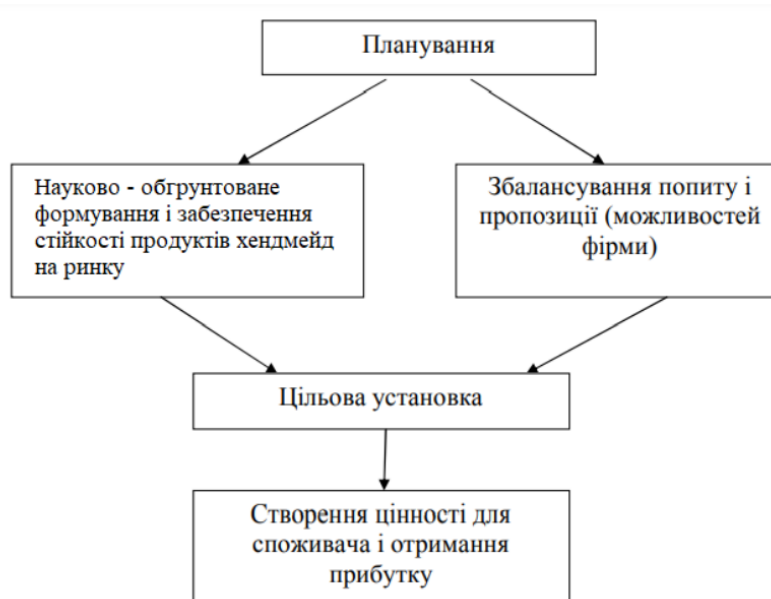 Планування
Науково - обгрунтоване
формування і забезпечення
стійкості продуктів хендмейд
на ринку
Збалансування попиту і
пропозиції (можливостей
фірми)
Цільова установка
Створення цінності для
споживача і отримання
прибутку